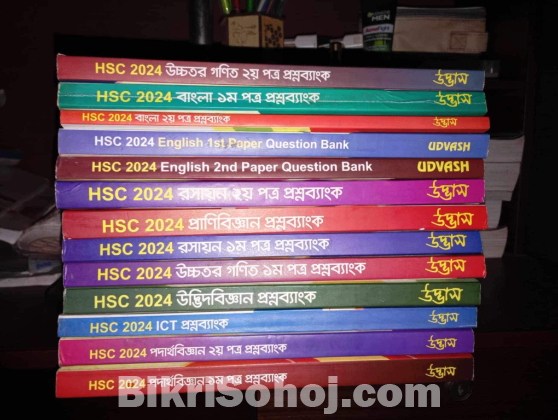 HSC 2024 উচ্চতর গণিত ২য় পত্র প্রশ্নব্যাংক উদ্ভাস
HSC 2024 বাংলা ১ম পত্র প্রশ্নব্যাংক উদ্ভাস
HSC 2024 বাংলা ২য় পত্র প্রশ্নব্যাংক উদ্ভাস
HSC 2024 English 1st Paper Question Bank UDVASH
HSC 2024 English 2nd Paper Question Bank UDVASH
HSC 2024 রসায়ন ২য় পত্র প্রশ্নব্যাংক উদ্ভাস
HSC 2024 প্রাণিবিজ্ঞান প্রশ্নব্যাংক উদ্ভাস
HSC 2024 রসায়ন ১ম পত্র প্রশ্নব্যাংক উদ্ভাস
HSC 2024 উচ্চতর গণিত ১ম পত্র প্রশ্নব্যাংক উদ্ভাস
HSC 2024 উদ্ভিদবিজ্ঞান প্রশ্নব্যাংক উদ্ভাস
HSC 2024 ICT প্রশ্নব্যাংক উদ্ভাস
HSC 2024 পদার্থবিজ্ঞান ২য় পত্র প্রশ্নব্যাংক উদ্ভাস
HSC 2024 পদার্থবিজ্ঞান ১ম পত্র প্রশ্নব্যাংক উদ্ভাস
BikriSohoj.com